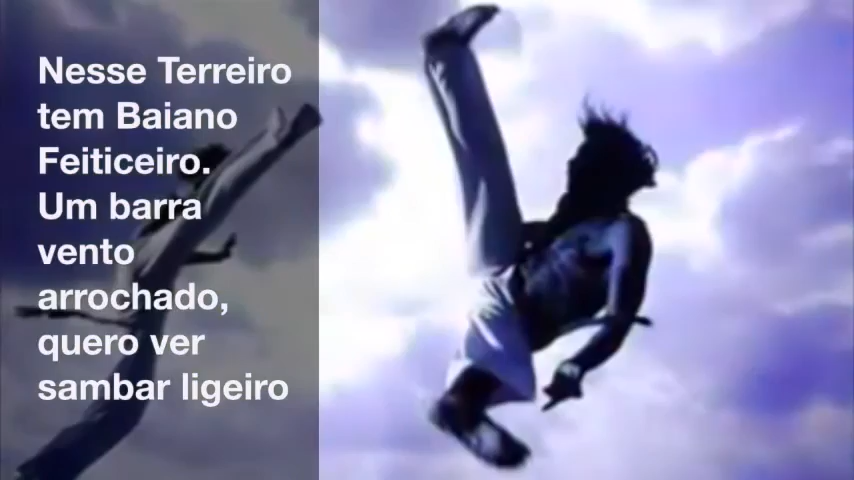 Nesse Terreiro
tem Baiano
Feiticeiro.
Um barra
vento
arrochado,
quero ver
sambar ligeiro